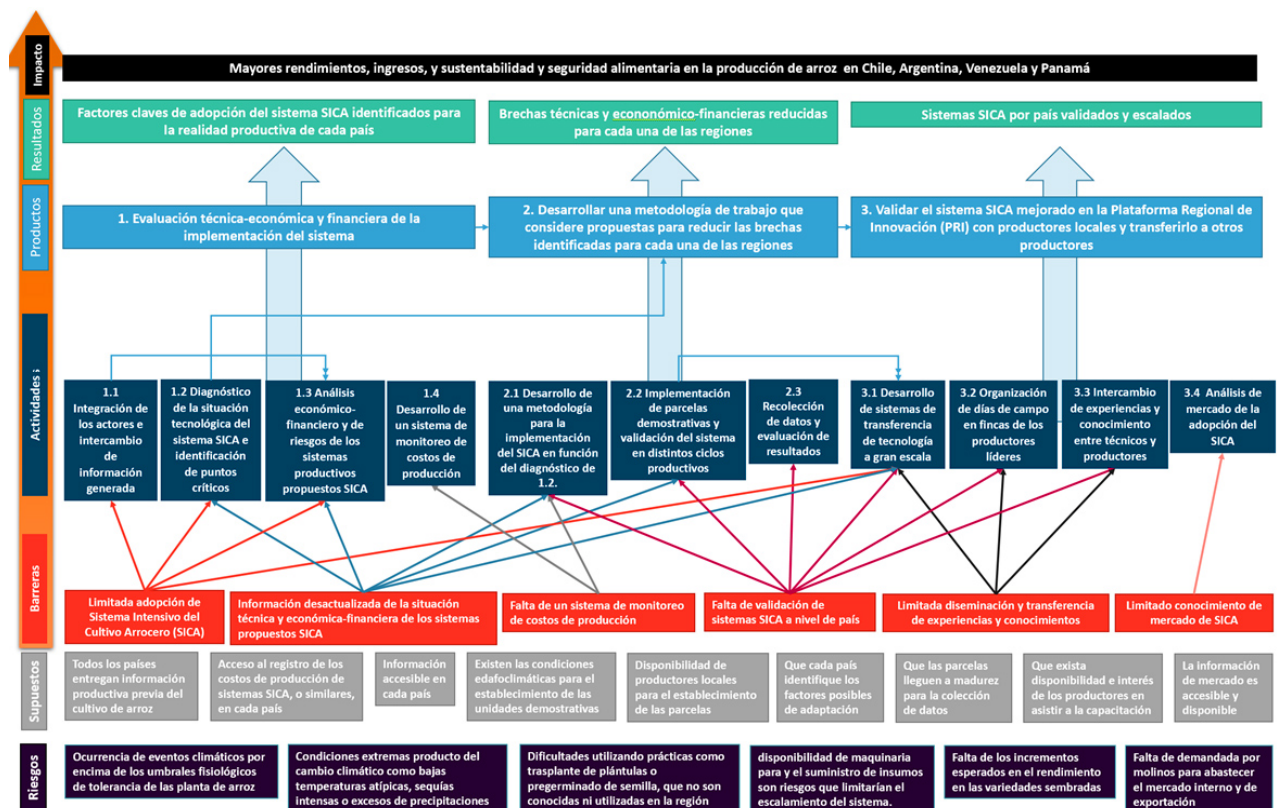 Impacto
Mayores rendimientos, ingresos, y sustentabilidad y seguridad alimentaria en la producción de arroz en Chile, Argentina, Venezuela y Panamá
Resultados
Factores claves de adopción del sistema SICA identificados para
la realidad productiva de cada país
Brechas técnicas y econonómico-financieras reducidas
para cada una de las regiones
Sistemas SICA por país validados y escalados
Productos
1. Evaluación técnica-económica y financiera de la
implementación del sistema
2. Desarrollar una metodología de trabajo que
considere propuestas para reducir las brechas
identificadas para cada una de las regiones
3. Validar el sistema SICA mejorado en la Plataforma Regional de
Innovación (PRI) con productores locales y transferirlo a otros
productores
Actividades ;
1.1
Integración de
los actores e
intercambio de
información
generada
1.2 Diagnóstico
de la situación
tecnológica del
sistema SICA e
identificación de
puntos críticos
1.3 Análisis
económico-
financiero y de
riesgos de los
sistemas
productivos
propuestos SICA
1.4
Desarrollo de
un sistema de
monitoreo de
costos de
producción
2.1 Desarrollo de
una metodología
para la
implementación
del SICA en función
del diagnóstico de
1.2.
2.2 Implementación
de parcelas
demostrativas y
validación del sistema
en distintos ciclos
productivos
2.3
Recolección de
datos y
evaluación de
resultados
3.1 Desarrollo
de sistemas de
transferencia de
tecnología a gran
escala
3.2 Organización
de días de campo
en fincas de los
productores
líderes
3.3 Intercambio de
experiencias y
conocimiento
entre técnicos y
productores
3.4 Análisis de
mercado de la
adopción del
SICA
Barreras
Limitada adopción de
Sistema Intensivo del
Cultivo Arrocero (SICA)
Información desactualizada de la situación
técnica y económica-financiera de los sistemas
propuestos SICA
Falta de un sistema de monitoreo
de costos de producción
Falta de validación de
sistemas SICA a nivel de país
Limitada diseminación y transferencia
de experiencias y conocimientos
Limitado conocimiento de
mercado de SICA
Supuestos
Todos los países
entregan información
productiva previa del
cultivo de arroz
Acceso al registro de los
costos de producción de
sistemas SICA, o similares,
en cada país
Información
accesible en
cada país
Existen las condiciones
edafoclimáticas para el
establecimiento de las
unidades demostrativas
Disponibilidad de
productores locales
para el establecimiento
de las parcelas
Que cada país
identifique los
factores posibles
de adaptación
Que las parcelas
lleguen a madurez
para la colección
de datos
Que exista
disponibilidad e interés
de los productores en
asistir a la capacitación
La información
de mercado es
accesible y
disponible
Riesgos
Ocurrencia de eventos climáticos por
encima de los umbrales fisiológicos
de tolerancia de las planta de arroz
Condiciones extremas producto del
cambio climático como bajas
temperaturas atípicas, sequías
intensas o excesos de precipitaciones
Dificultades utilizando prácticas como
trasplante de plántulas o
pregerminado de semilla, que no son
conocidas ni utilizadas en la región
disponibilidad de maquinaria
para y el suministro de insumos
son riesgos que limitarían el
escalamiento del sistema.
Falta de los incrementos
esperados en el rendimiento
en las variedades sembradas
Falta de demandada por
molinos para abastecer
el mercado interno y de
exportación